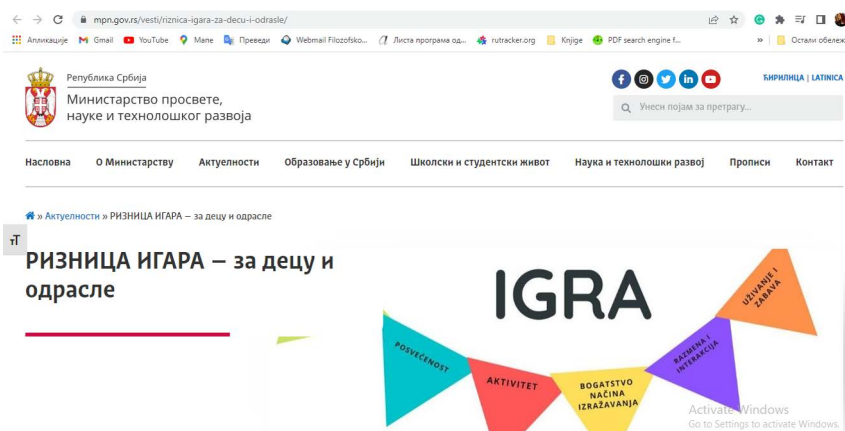 mpn.gov.rs/vesti/riznica-igara-za-decu-i-odrasle/
Апликације Gmail YouTube Мапе Преведи Webmail Filozofsko... Листа програма од... rutracker.org Knjige PDF search engine f... » Остали обележ
Република Србија
Министарство просвете,
науке и технолошког развоја
ЋИРИЛИЦА | LATINICA
Унеси појам за претрагу...
Насловна О Министарству Актуелности Образовање у Србији Школски и студентски живот Наука и технолошки развој Прописи Контакт
» Актуелности » РИЗНИЦА ИГАРА – за децу и одрасле
тТ
РИЗНИЦА ИГАРА – за децу и
одрасле
IGRA
POSVEĆENOST
AKTIVITET
BOGATSTVO
NAČINA
IZRAŽAVANJA
RAZMENA I
INTERAKCIJA
UŽIVANJE I
ZABAVA
Activate Windows
Go to Settings to activate Windows.